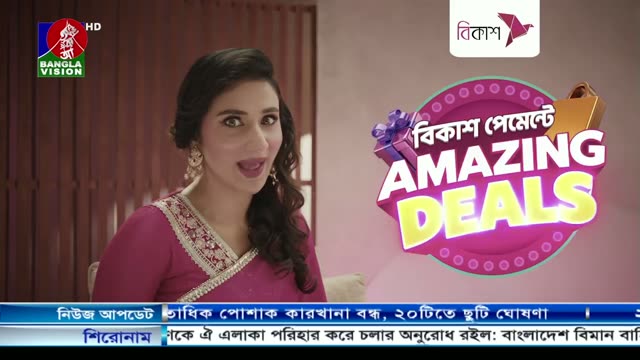 HD
BANGLA
VISION
বিকাশ
বিকাশ পেমেন্টে
AMAZING
DEALS
নিউজ আপডেট
তাধিক পোশাক কারখানা বন্ধ, ২০টিতে ছুটি ঘোষণা
শিরোনাম
কে ঐ এলাকা পরিহার করে চলার অনুরোধ রইল: বাংলাদেশ বিমান বা